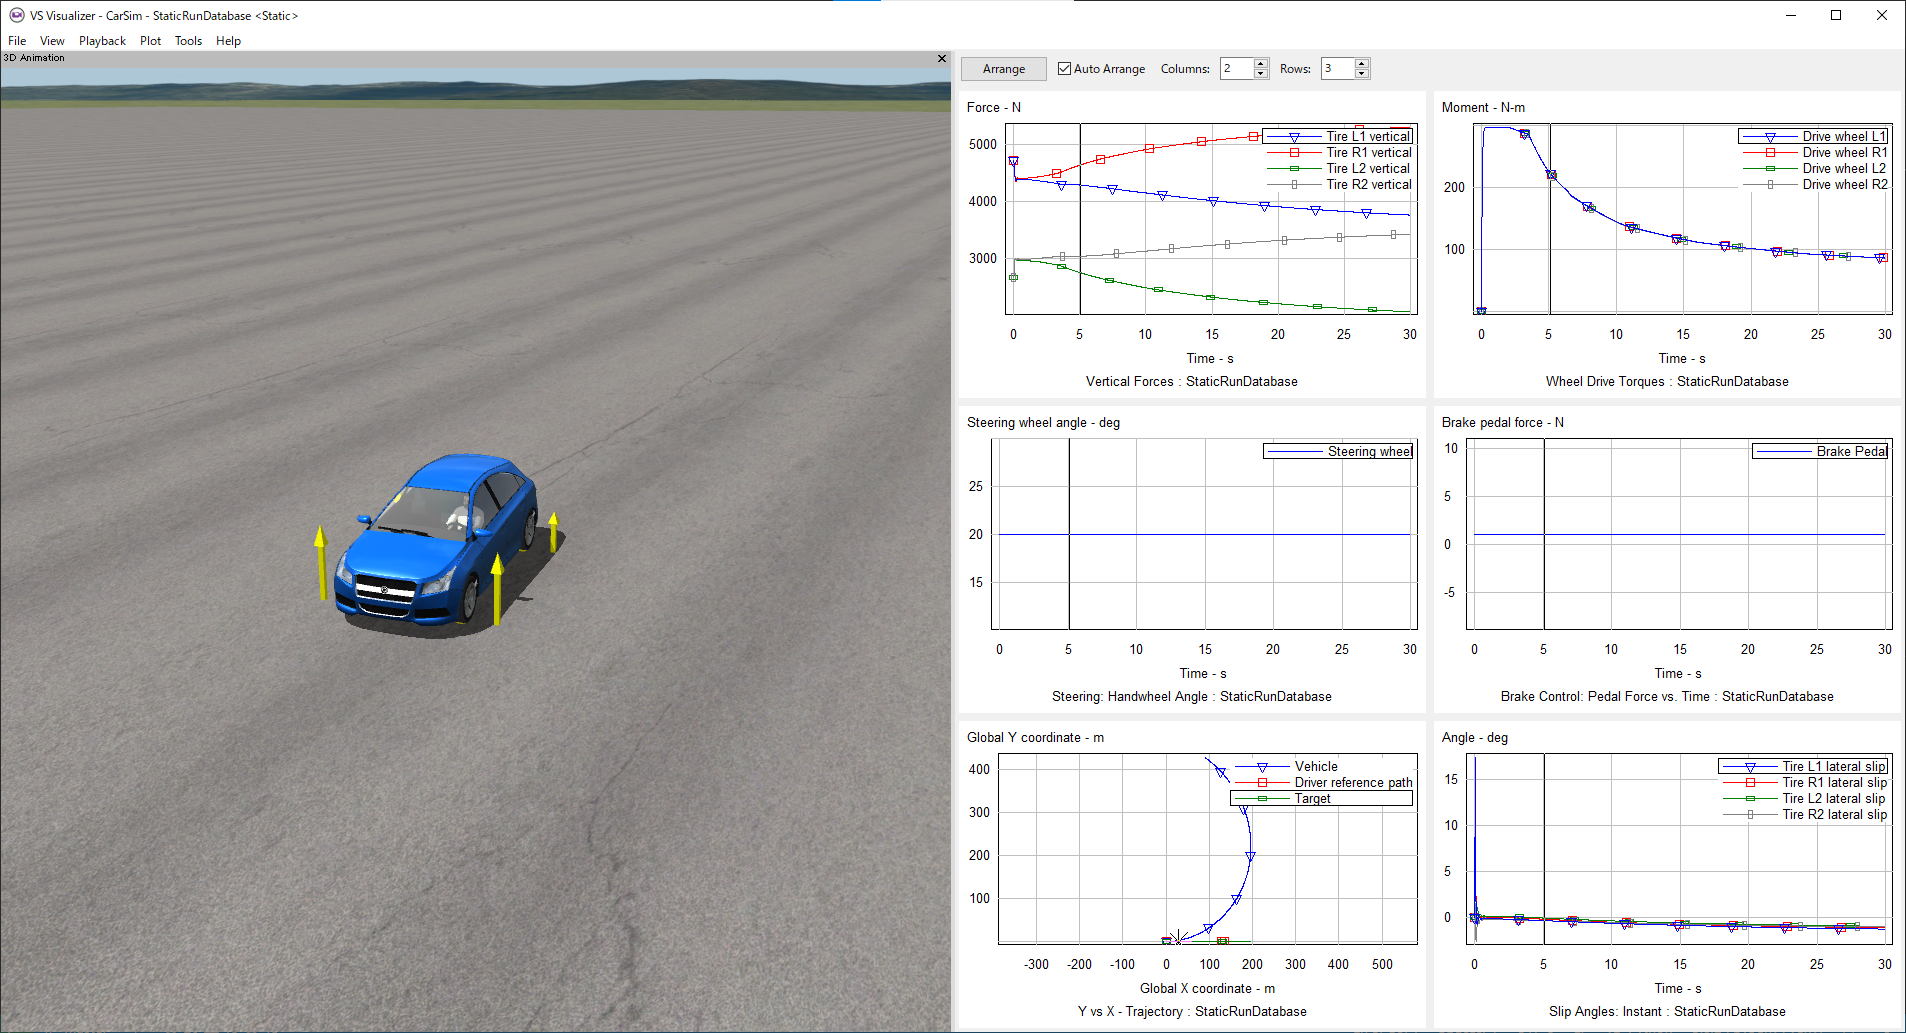 VS Visualizer - CarSim - StaticRunDatabase <Static>
File View Playback Plot Tools Help
3D Animation
Arrange Auto Arrange Columns: 2 Rows: 3
Force - N
Tire L1 vertical
Tire R1 vertical
Tire L2 vertical
Tire R2 vertical
5000
4000
3000
0 5 10 15 20 25 30
Time - s
Vertical Forces : StaticRunDatabase
Moment - N-m
Drive wheel L1
Drive wheel R1
Drive wheel L2
Drive wheel R2
200
100
0 5 10 15 20 25 30
Time - s
Wheel Drive Torques : StaticRunDatabase
Steering wheel angle - deg
Steering wheel
25
20
15
0 5 10 15 20 25 30
Time - s
Steering: Handwheel Angle : StaticRunDatabase
Brake pedal force - N
Brake Pedal
10
5
0
-5
0 5 10 15 20 25 30
Time - s
Brake Control: Pedal Force vs. Time : StaticRunDatabase
Global Y coordinate - m
Vehicle
Driver reference path
Target
400
300
200
100
-300 -200 -100 0 100 200 300 400 500
Global X coordinate - m
Y vs X - Trajectory : StaticRunDatabase
Angle - deg
Tire L1 lateral slip
Tire R1 lateral slip
Tire L2 lateral slip
Tire R2 lateral slip
15
10
5
0
0 5 10 15 20 25 30
Time - s
Slip Angles: Instant : StaticRunDatabase